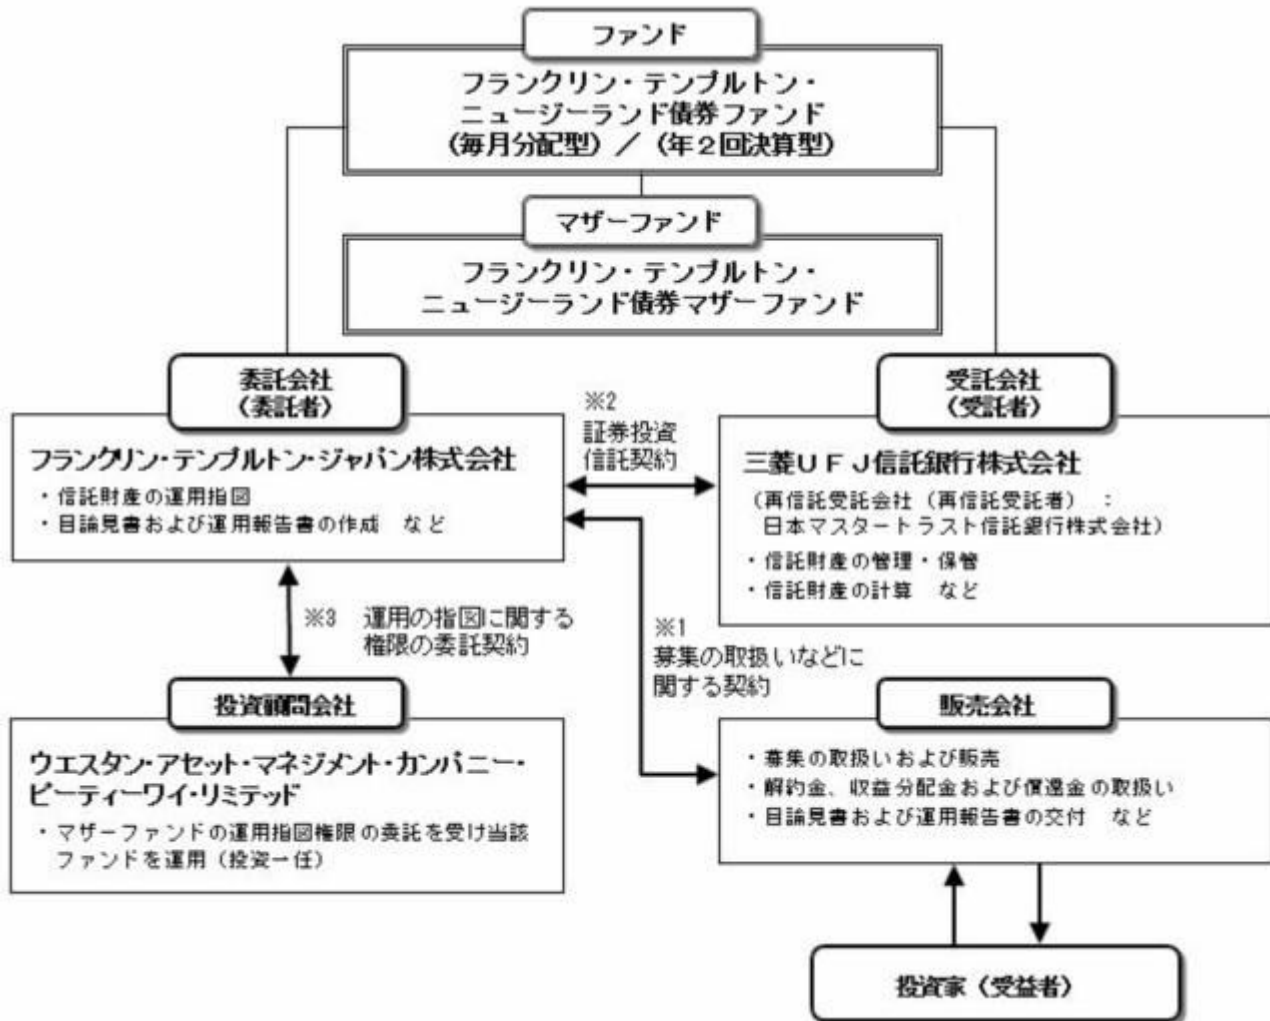 ファンド
フランクリン・テンプルトン・
ニュージーランド債券ファンド
(毎月分配型) / (年2回決算型)
マザーファンド
フランクリン・テンプルトン・
ニュージーランド債券マザーファンド
委託会社
(委託者)
フランクリン・テンプルトン・ジャパン株式会社
・信託財産の運用指図
・目論見書および運用報告書の作成 など
※2
証券投資
信託契約
受託会社
(受託者)
三菱UFJ信託銀行株式会社
(再信託受託会社(再信託受託者) :
日本マスタートラスト信託銀行株式会社)
・信託財産の管理・保管
・信託財産の計算 など
※3 運用の指図に関する
権限の委託契約
※1
募集の取扱いなどに
関する契約
投資顧問会社
ウエスタン・アセット・マネジメント・カンパニー・
ピーティーワイ・リミテッド
・マザーファンドの運用指図権限の委託を受け当該
ファンドを運用(投資一任)
販売会社
・募集の取扱いおよび販売
・解約金、収益分配金および償還金の取扱い
・目論見書および運用報告書の交付 など
投資家(受益者)